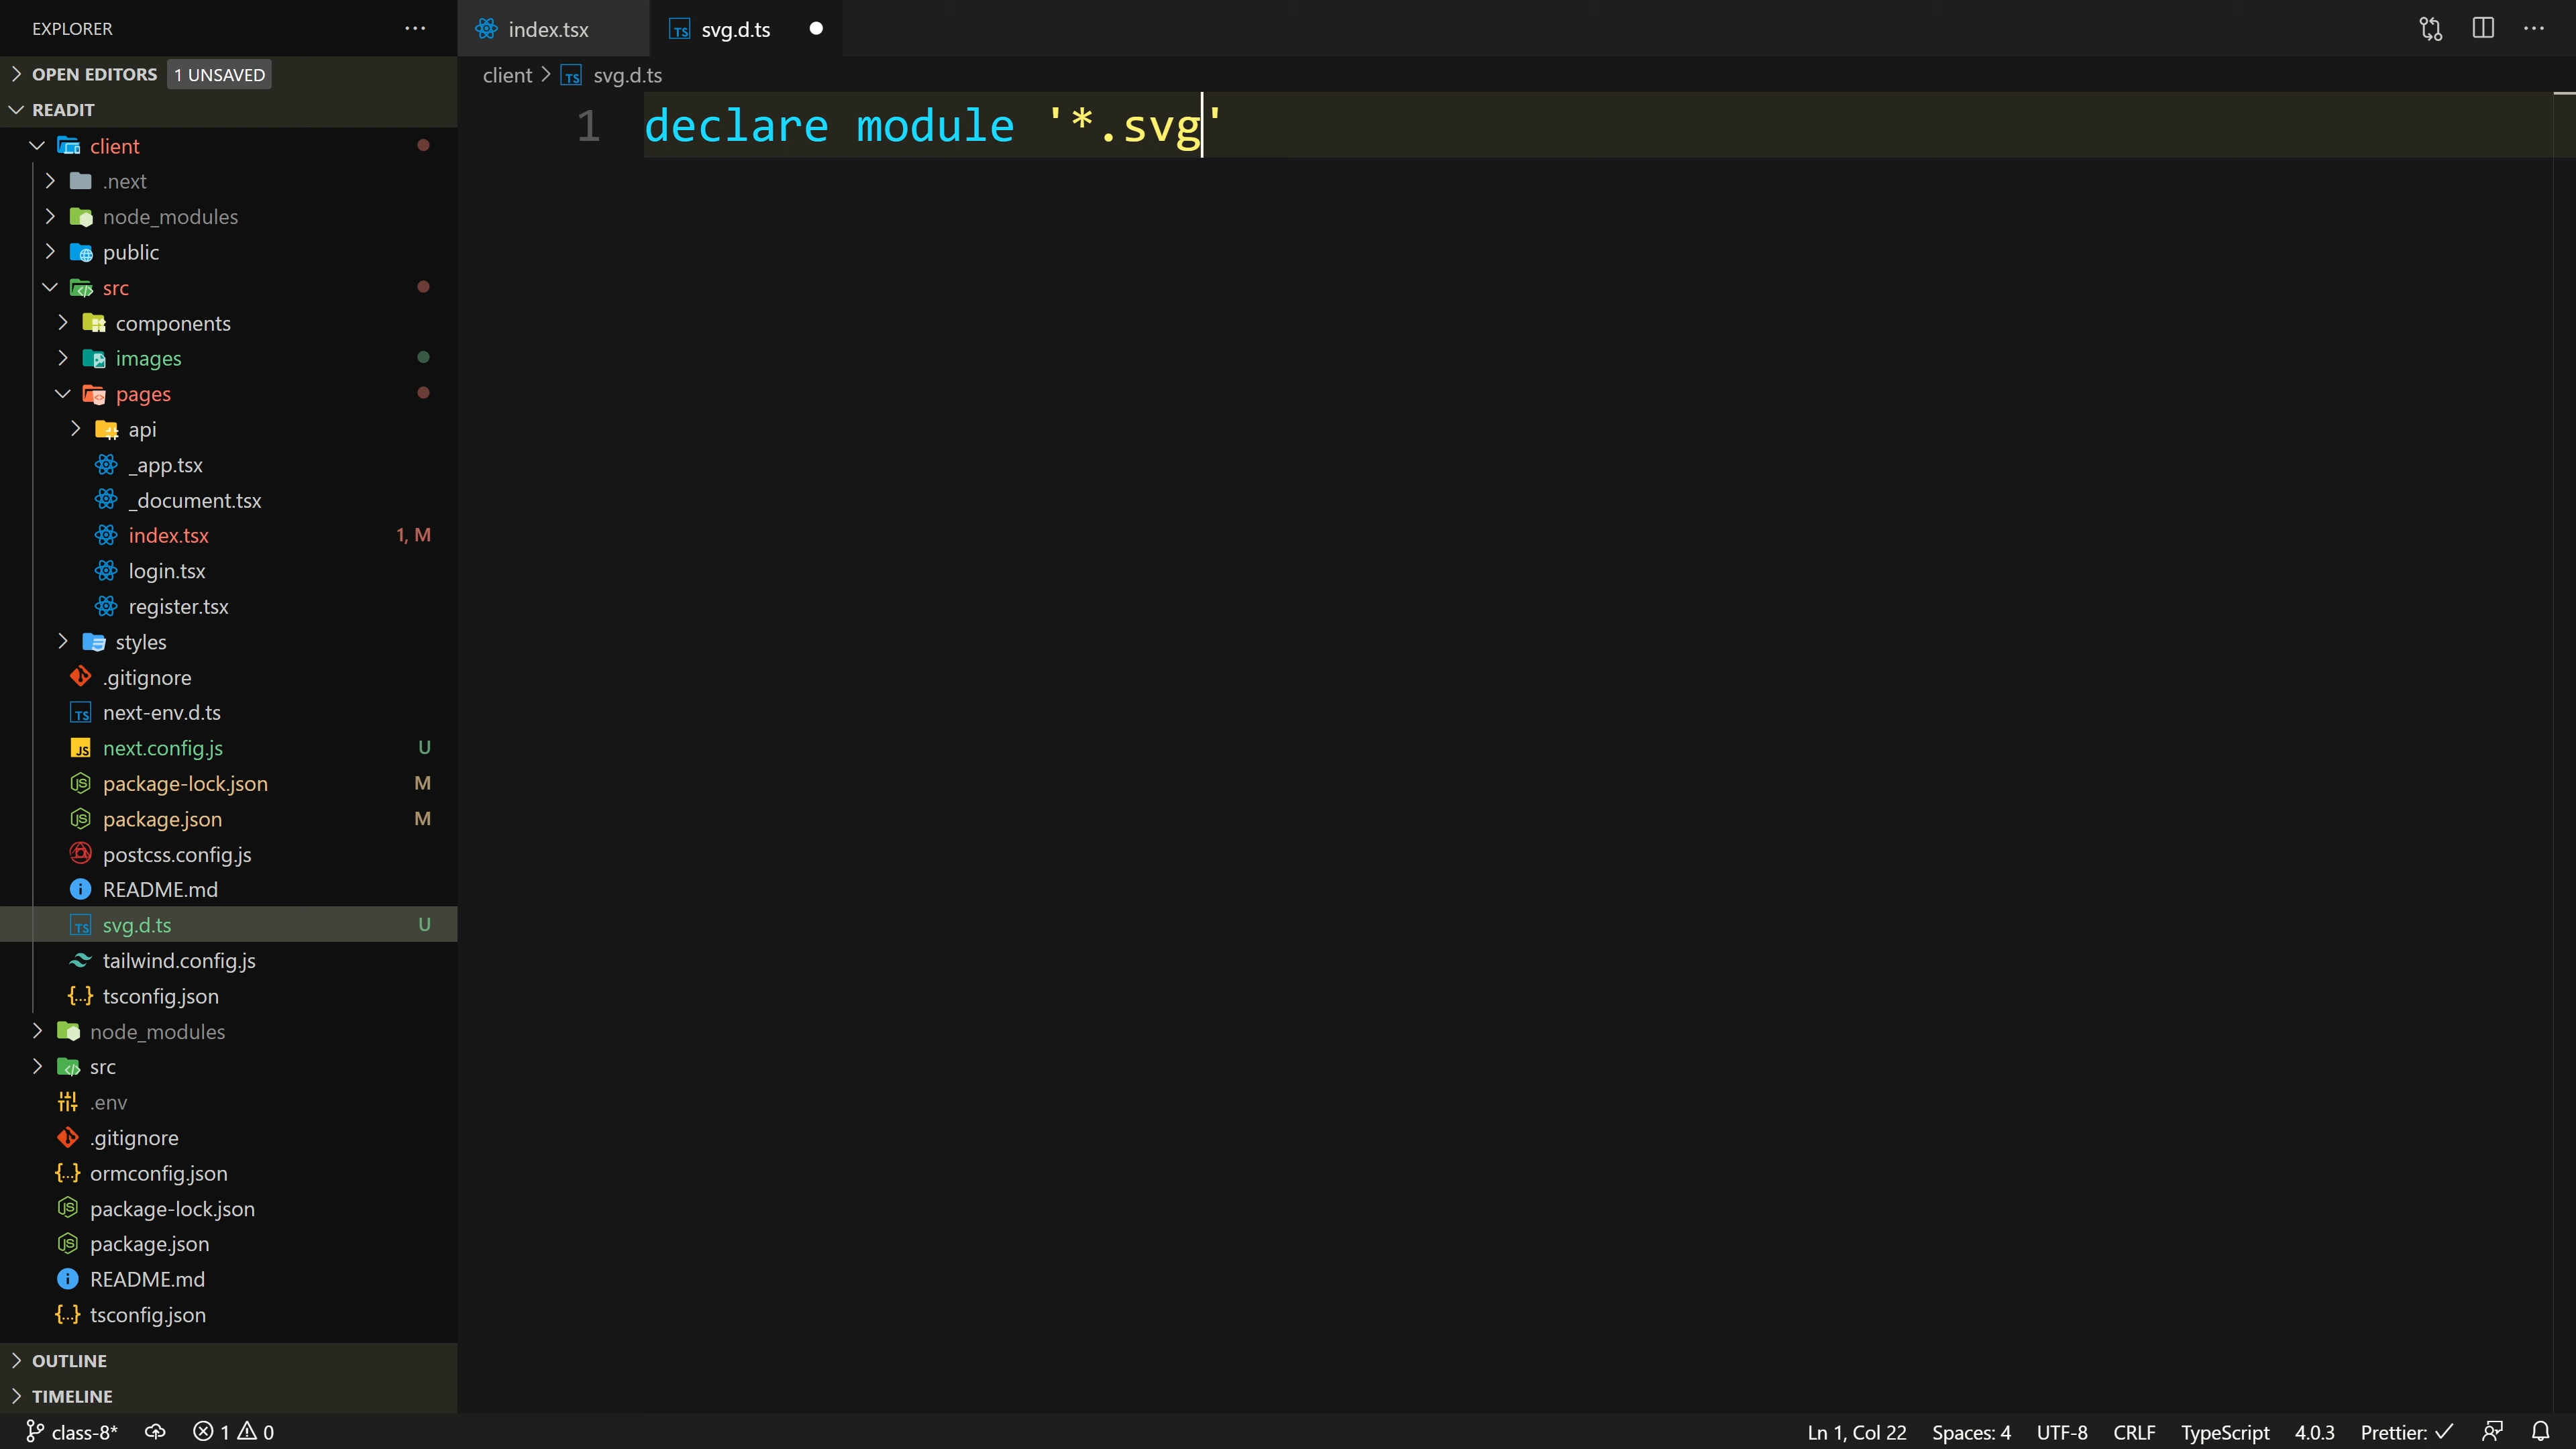 EXPLORER
index.tsx
svg.d.ts
OPEN EDITORS 1 UNSAVED
client > svg.d.ts
READIT
1 declare module '*.svg'
client
.next
node_modules
public
src
components
images
pages
api
_app.tsx
_document.tsx
index.tsx 1, M
login.tsx
register.tsx
styles
.gitignore
next-env.d.ts
next.config.js U
package-lock.json M
package.json M
postcss.config.js
README.md
svg.d.ts U
tailwind.config.js
tsconfig.json
node_modules
src
.env
.gitignore
ormconfig.json
package-lock.json
package.json
README.md
tsconfig.json
OUTLINE
TIMELINE
class-8* 1 0 Ln 1, Col 22 Spaces: 4 UTF-8 CRLF TypeScript 4.0.3 Prettier: ✓